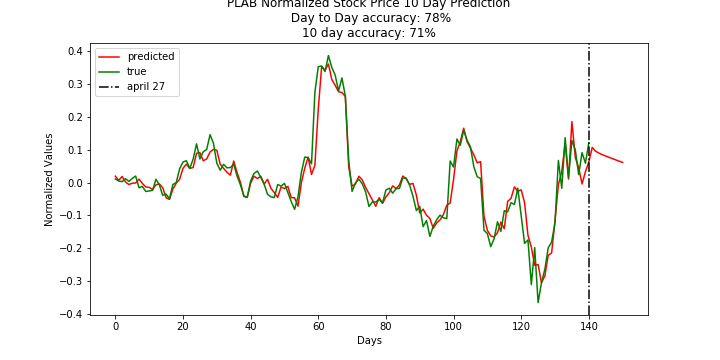 PLAB Normalized Stock Price 10 Day Prediction
Day to Day accuracy: 78%
10 day accuracy: 71%
predicted
true
april 27
Normalized Values
0.4
0.3
0.2
0.1
0.0
−0.1
−0.2
−0.3
−0.4
0 20 40 60 80 100 120 140
Days